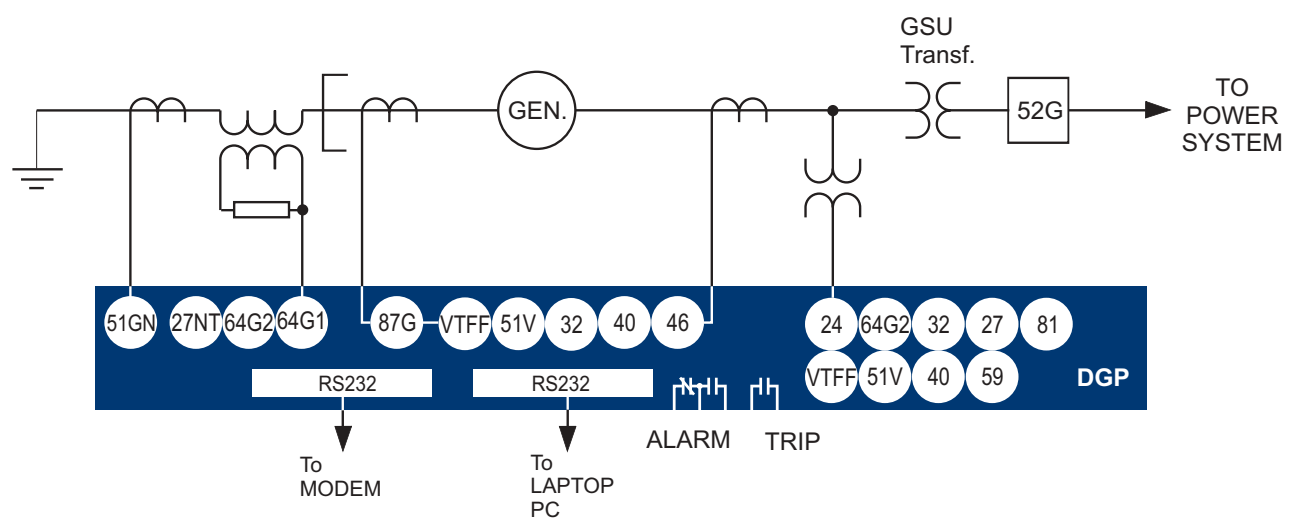 GSU
Transf.
GEN.
52G
TO
POWER
SYSTEM
51GN
27NT
64G2
64G1
87G
VTFF
51V
32
40
46
24
64G2
32
27
81
VTFF
51V
40
59
DGP
RS232
RS232
ALARM
TRIP
To
MODEM
To
LAPTOP
PC